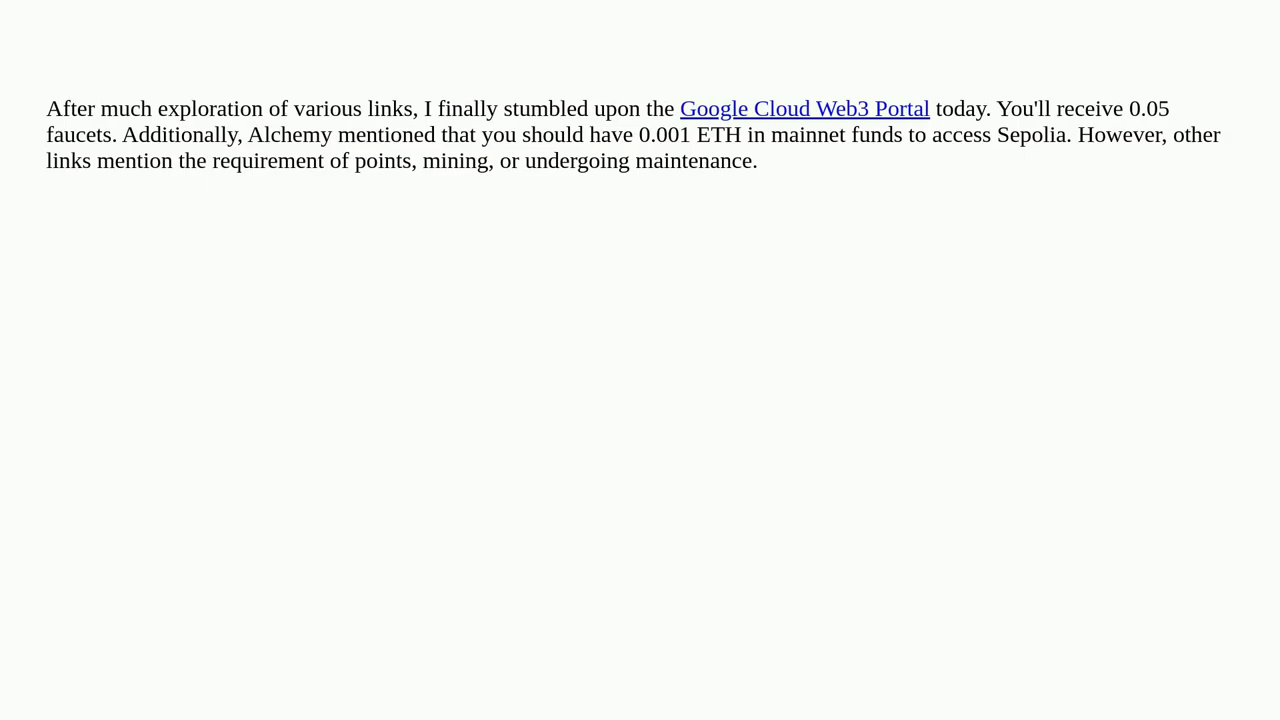 After much exploration of various links, I finally stumbled upon the Google Cloud Web3 Portal today. You'll receive 0.05
faucets. Additionally, Alchemy mentioned that you should have 0.001 ETH in mainnet funds to access Sepolia. However, other
links mention the requirement of points, mining, or undergoing maintenance.